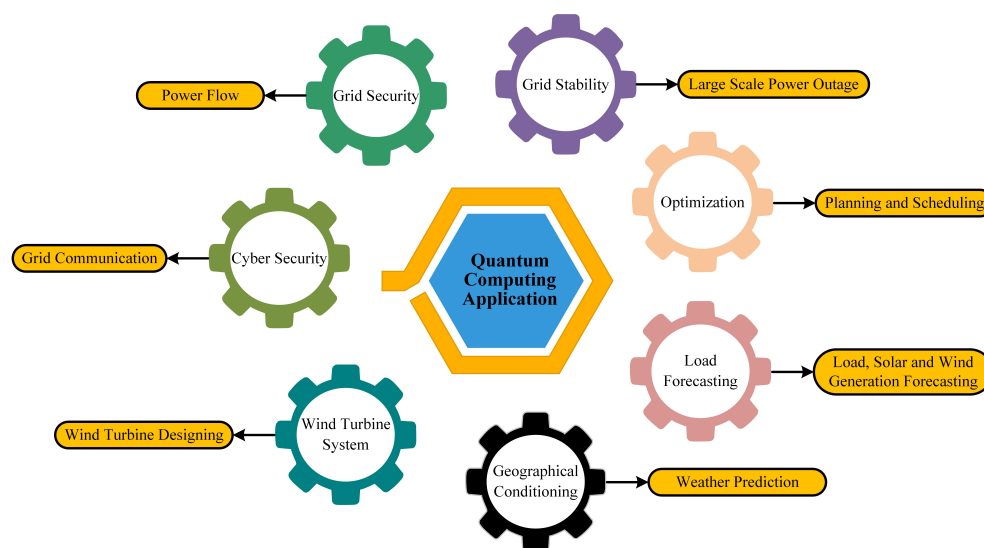 Grid Security
Power Flow
Grid Stability
Large Scale Power Outage
Optimization
Planning and Scheduling
Cyber Security
Grid Communication
Quantum
Computing
Application
Load
Forecasting
Load, Solar and Wind
Generation Forecasting
Wind Turbine
System
Wind Turbine Designing
Geographical
Conditioning
Weather Prediction